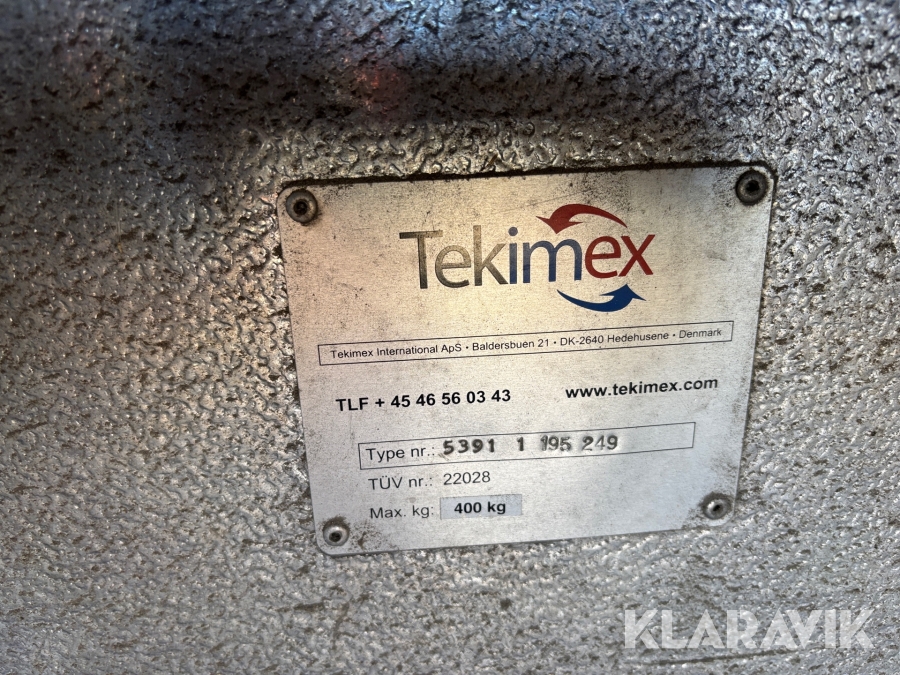 Tekimex
Tekimex International ApS · Baldersbuen 21 · DK-2640 Hedehusene · Denmark
TLF + 45 46 56 03 43 www.tekimex.com
Type nr.: 5391 1 195 249
TÜV nr.: 22028
Max. kg: 400 kg
KLARAVIK